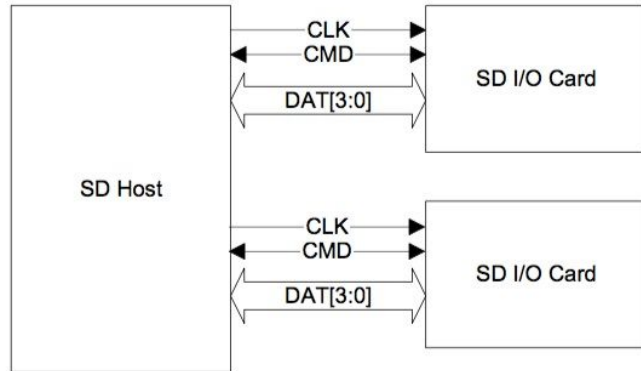 CLK
CMD
DAT[3:0]
SD I/O Card
SD Host
CLK
CMD
DAT[3:0]
SD I/O Card